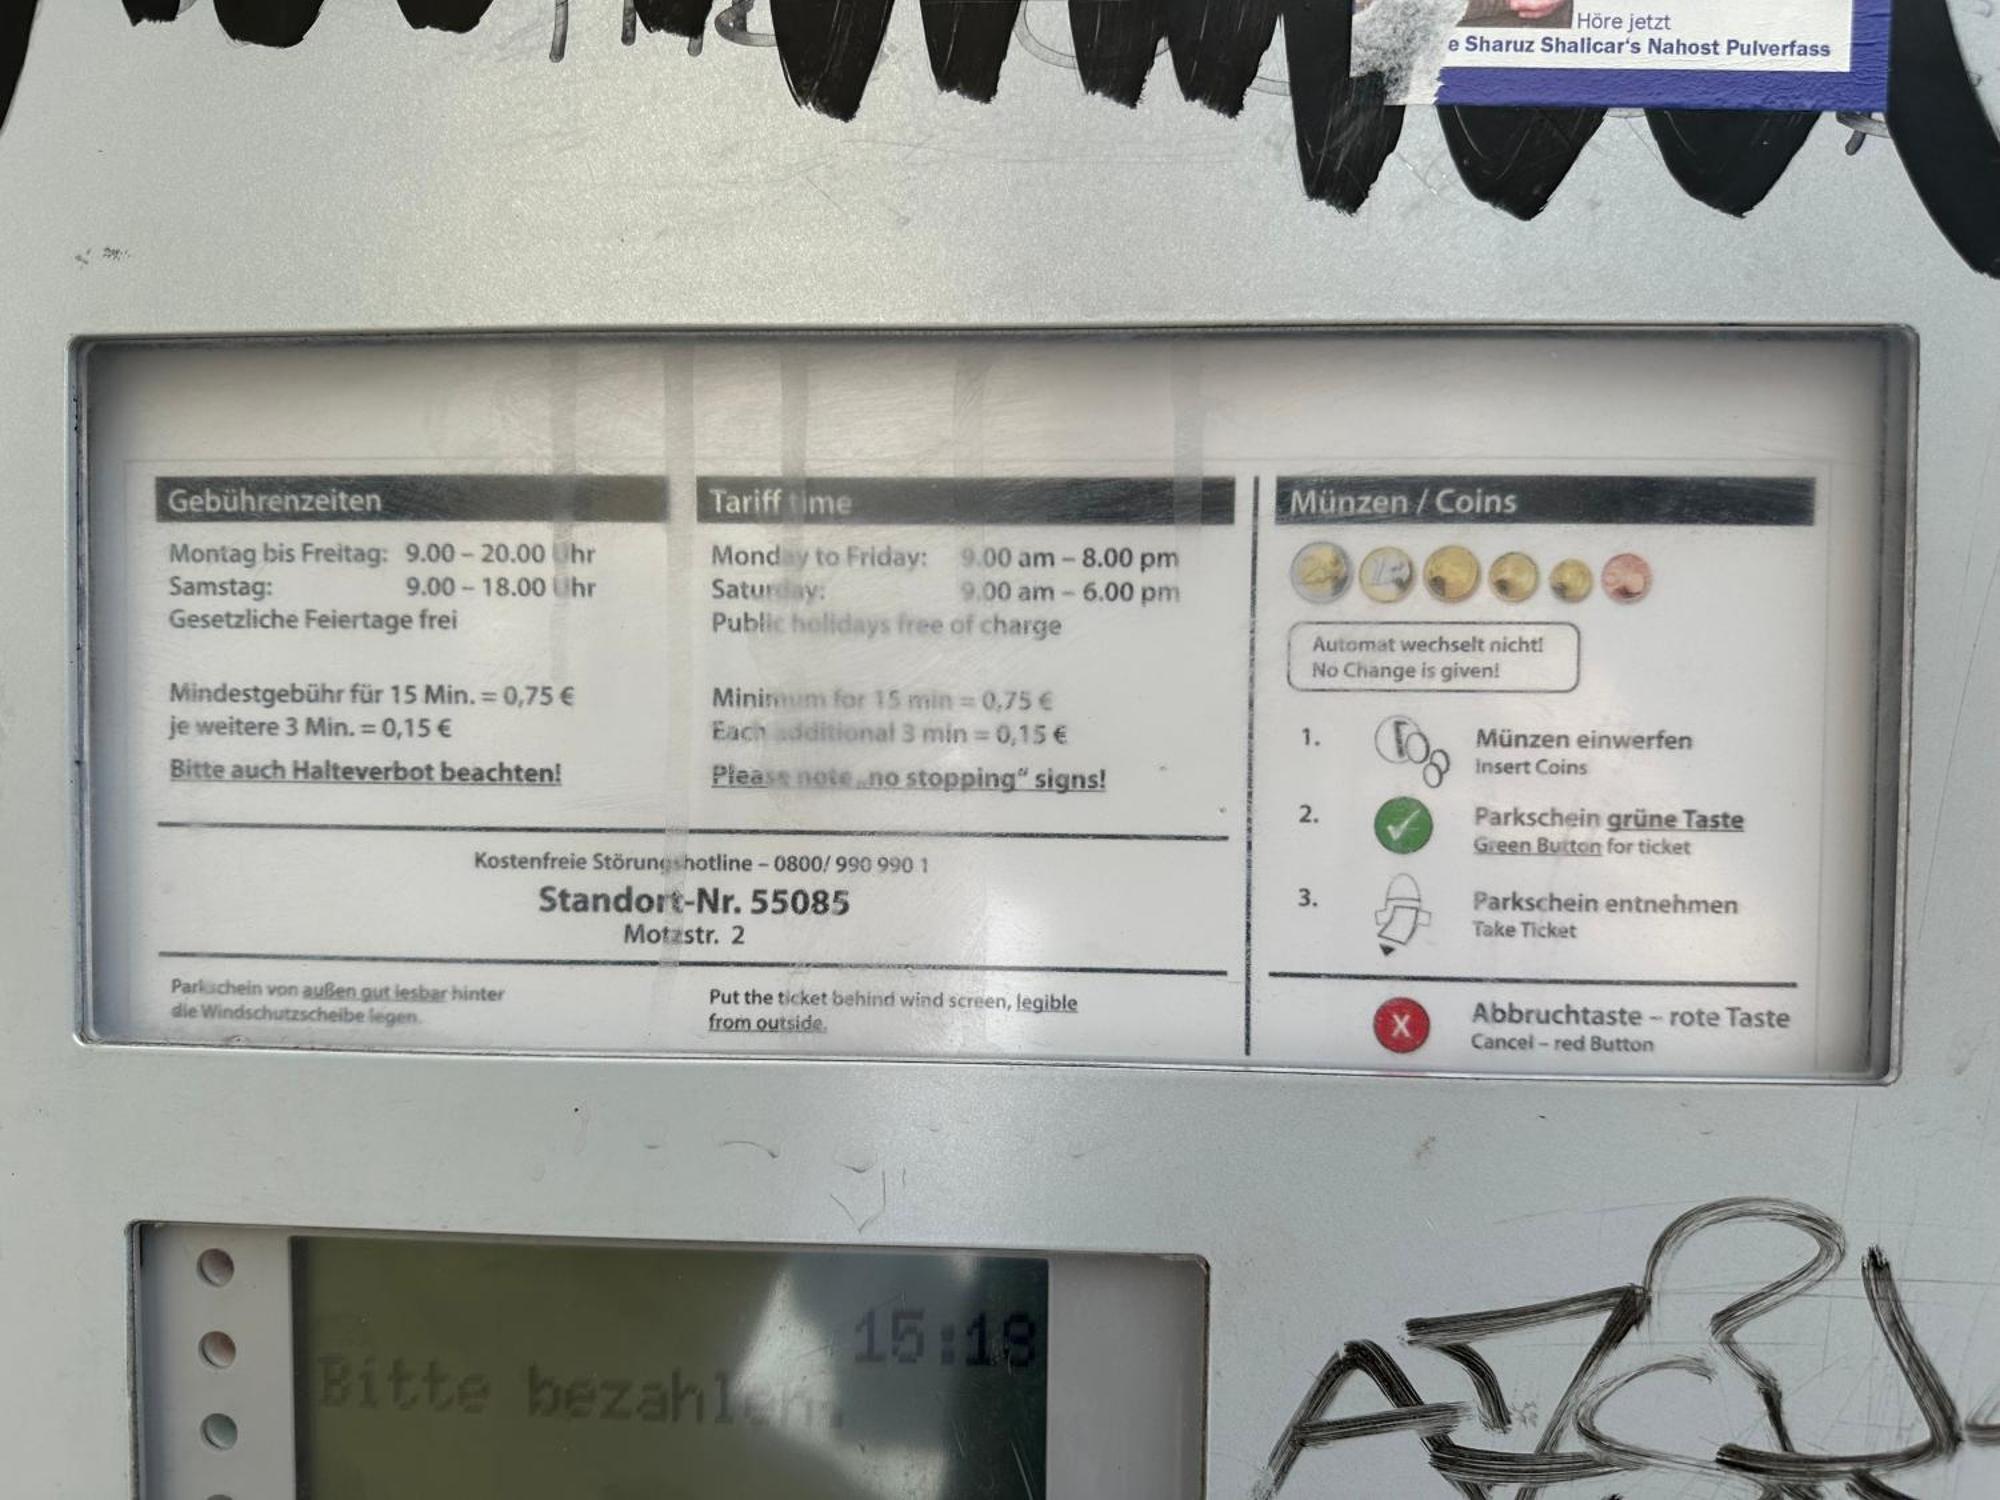 Höre jetzt
e Sharuz Shalicar's Nahost Pulverfass
Gebührenzeiten
Montag bis Freitag: 9.00 – 20.00 Uhr
Samstag: 9.00 – 18.00 Uhr
Gesetzliche Feiertage frei
Mindestgebühr für 15 Min. = 0,75 €
je weitere 3 Min. = 0,15 €
Bitte auch Halteverbot beachten!
Tariff time
Monday to Friday: 9.00 am – 8.00 pm
Saturday: 9.00 am – 6.00 pm
Public holidays free of charge
Minimum for 15 min = 0,75 €
Each additional 3 min = 0,15 €
Please note „no stopping“ signs!
Kostenfreie Störungshotline – 0800/ 990 990 1
Standort-Nr. 55085
Motzstr. 2
Parkschein von außen gut lesbar hinter
die Windschutzscheibe legen.
Put the ticket behind wind screen, legible
from outside.
Münzen / Coins
Automat wechselt nicht!
No Change is given!
1. Münzen einwerfen
Insert Coins
2. Parkschein grüne Taste
Green Button for ticket
3. Parkschein entnehmen
Take Ticket
X Abbruchtaste – rote Taste
Cancel – red Button
15:18
Bitte bezahlen.